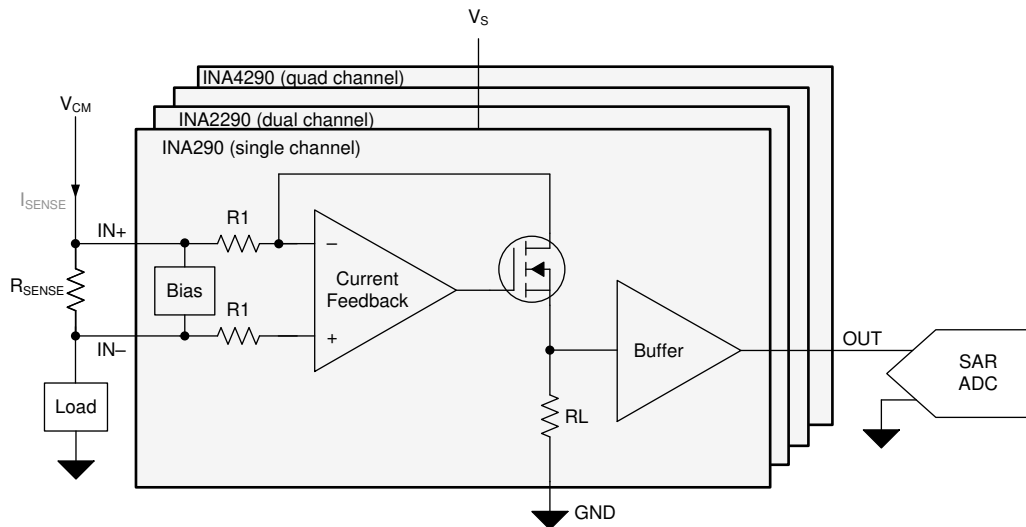 VS
INA4290 (quad channel)
VCM
INA2290 (dual channel)
INA290 (single channel)
ISENSE
R1
IN+
−
Current
Feedback
RSENSE
Bias
R1
+
IN–
OUT
Buffer
SAR
ADC
Load
RL
GND